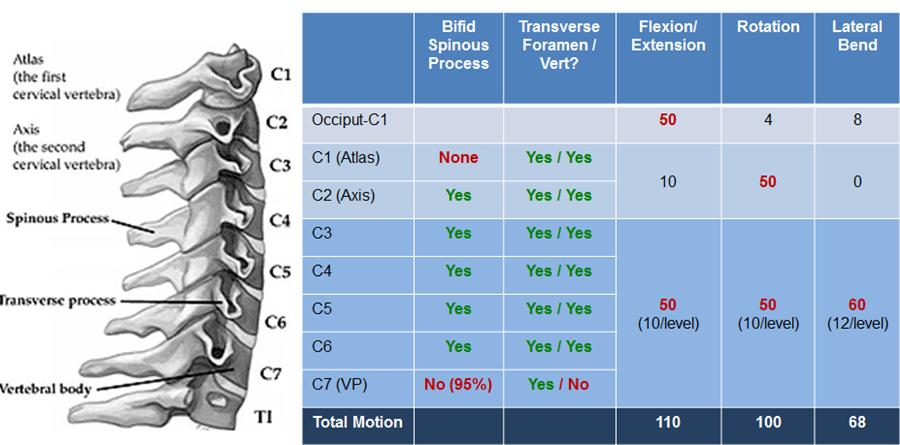 Atlas
(the first
cervical vertebra)
Axis
(the second
cervical vertebra)
Spinous Process
Transverse process
Vertebral body
C1
C2
C3
C4
C5
C6
C7
TI
Bifid Spinous Process
Transverse Foramen / Vert?
Flexion/ Extension
Rotation
Lateral Bend
Occiput-C1 50 4 8
C1 (Atlas) None Yes / Yes
10 50 0
C2 (Axis) Yes Yes / Yes
C3 Yes Yes / Yes
C4 Yes Yes / Yes
C5 Yes Yes / Yes
50 50 60
(10/level) (10/level) (12/level)
C6 Yes Yes / Yes
C7 (VP) No (95%) Yes / No
Total Motion 110 100 68